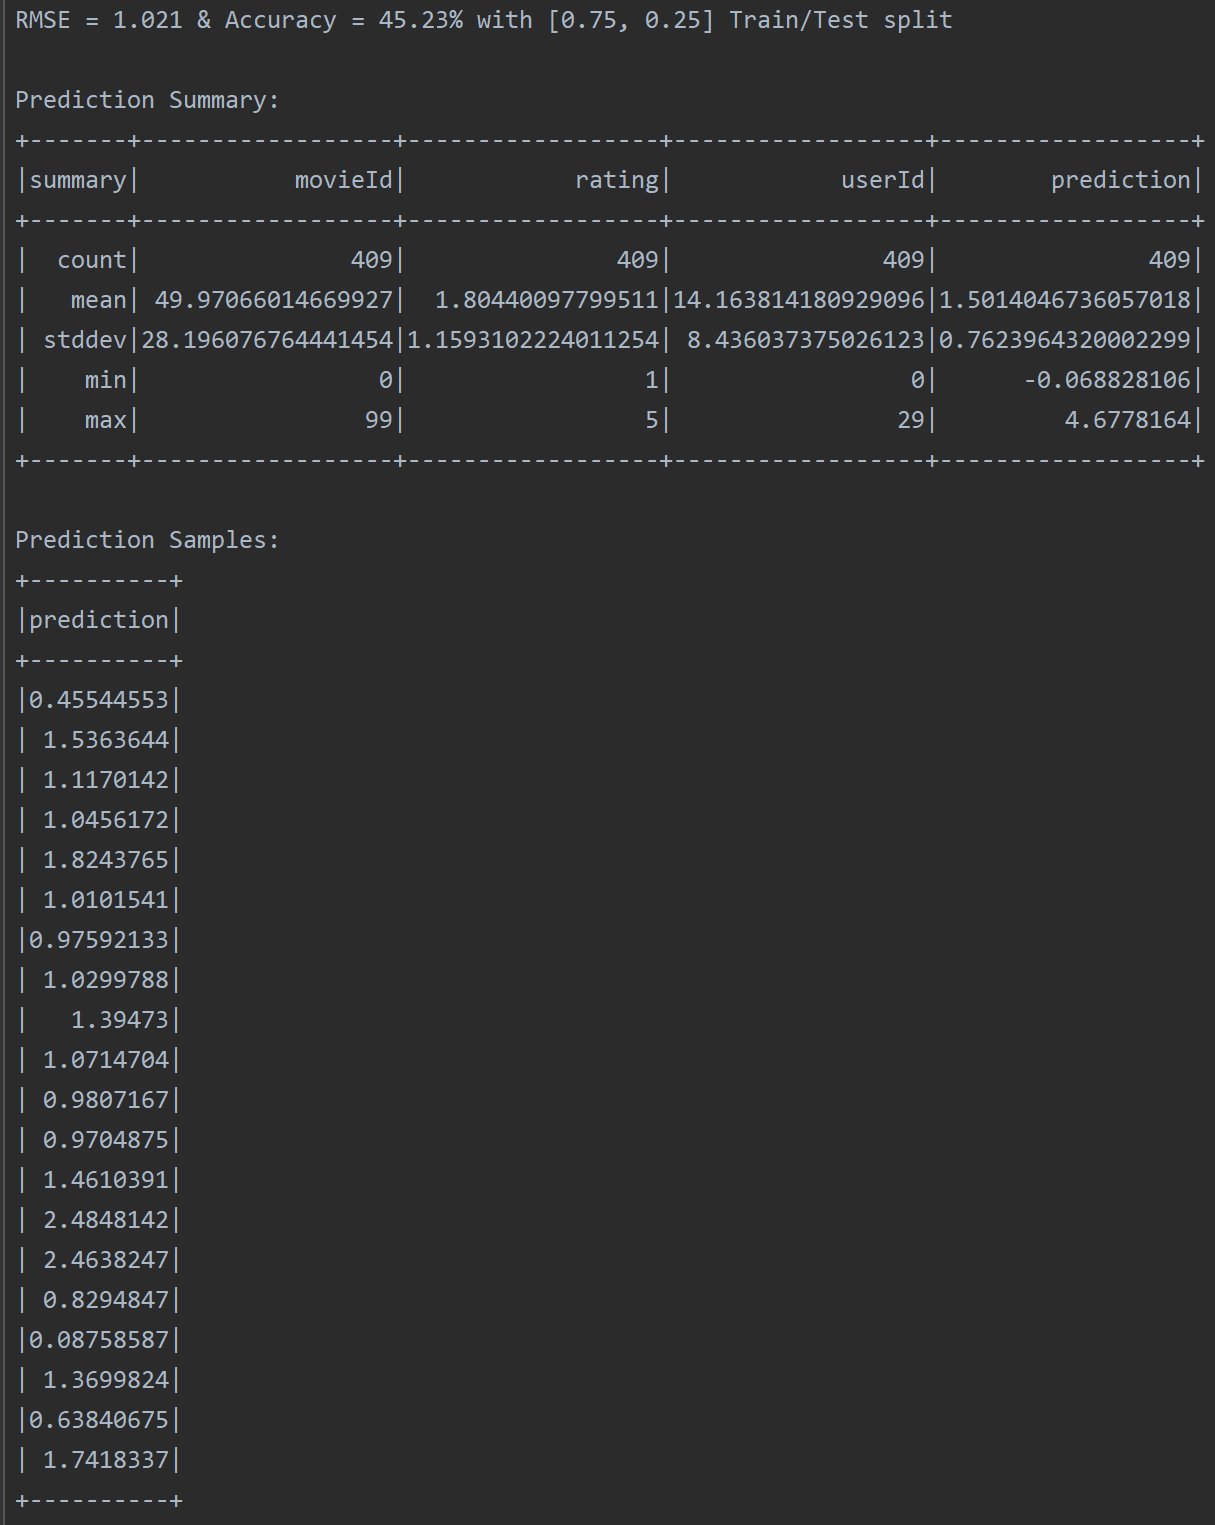 RMSE = 1.021 & Accuracy = 45.23% with [0.75, 0.25] Train/Test split

Prediction Summary:
+-------+------------------+------------------+------------------+------------------+
|summary|           movieId|            rating|            userId|        prediction|
+-------+------------------+------------------+------------------+------------------+
|  count|               409|               409|               409|               409|
|   mean| 49.97066014669927|  1.80440097799511|14.163814180929096|1.5014046736057018|
| stddev|28.196076764441454|1.1593102224011254| 8.436037375026123|0.7623964320002299|
|    min|                 0|                 1|                 0|      -0.068828106|
|    max|                99|                 5|                29|         4.6778164|
+-------+------------------+------------------+------------------+------------------+

Prediction Samples:
+----------+
|prediction|
+----------+
|0.45544553|
| 1.5363644|
| 1.1170142|
| 1.0456172|
| 1.8243765|
| 1.0101541|
|0.97592133|
| 1.0299788|
|   1.39473|
| 1.0714704|
| 0.9807167|
| 0.9704875|
| 1.4610391|
| 2.4848142|
| 2.4638247|
| 0.8294847|
|0.08758587|
| 1.3699824|
|0.63840675|
| 1.7418337|
+----------+